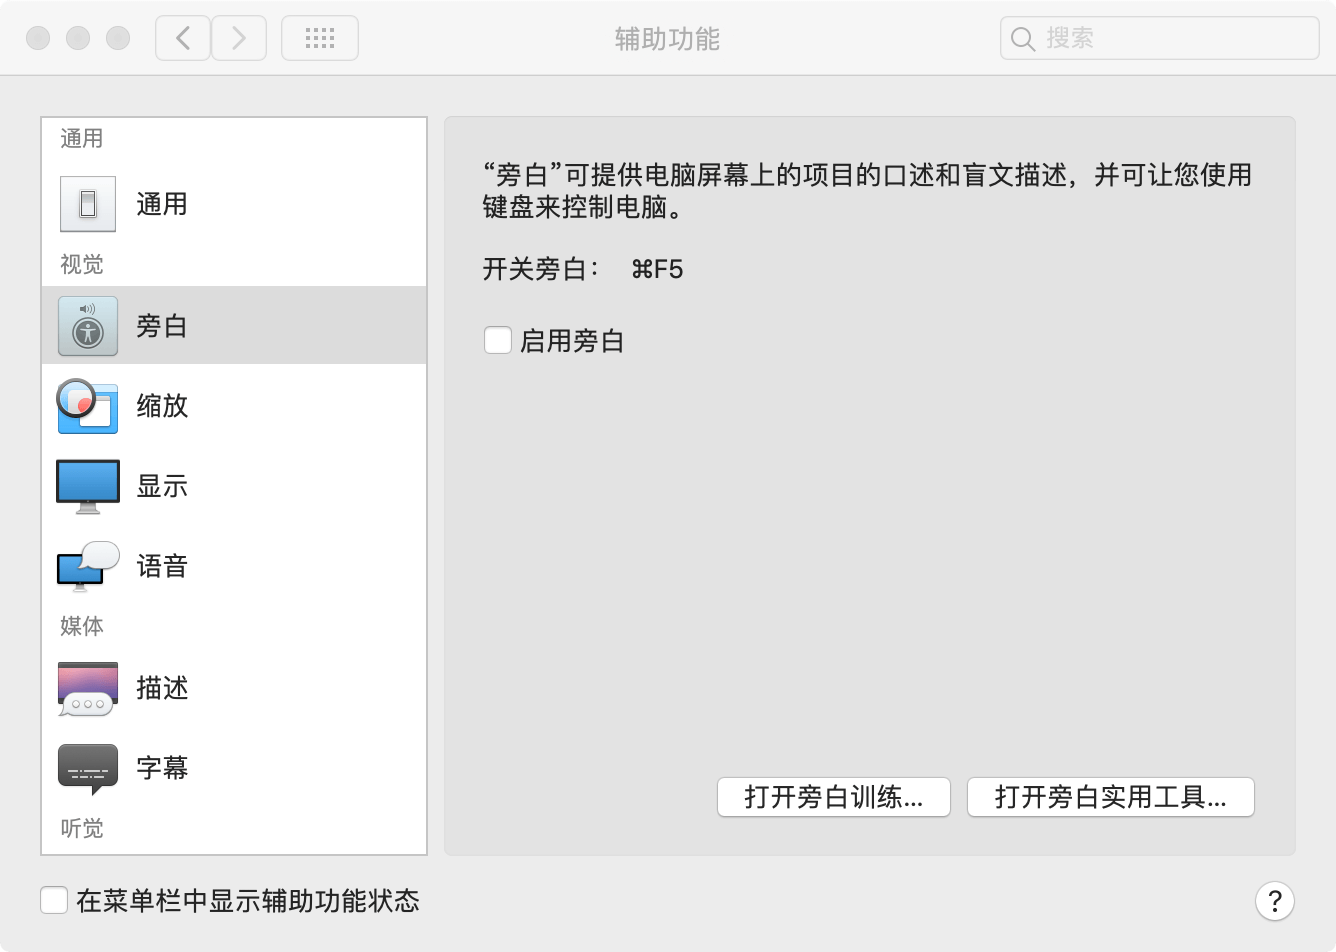 辅助功能
搜索
通用
通用
视觉
旁白
缩放
显示
语音
媒体
描述
字幕
听觉
“旁白”可提供电脑屏幕上的项目的口述和盲文描述，并可让您使用
键盘来控制电脑。
开关旁白： ⌘F5
启用旁白
打开旁白训练...
打开旁白实用工具...
在菜单栏中显示辅助功能状态
?